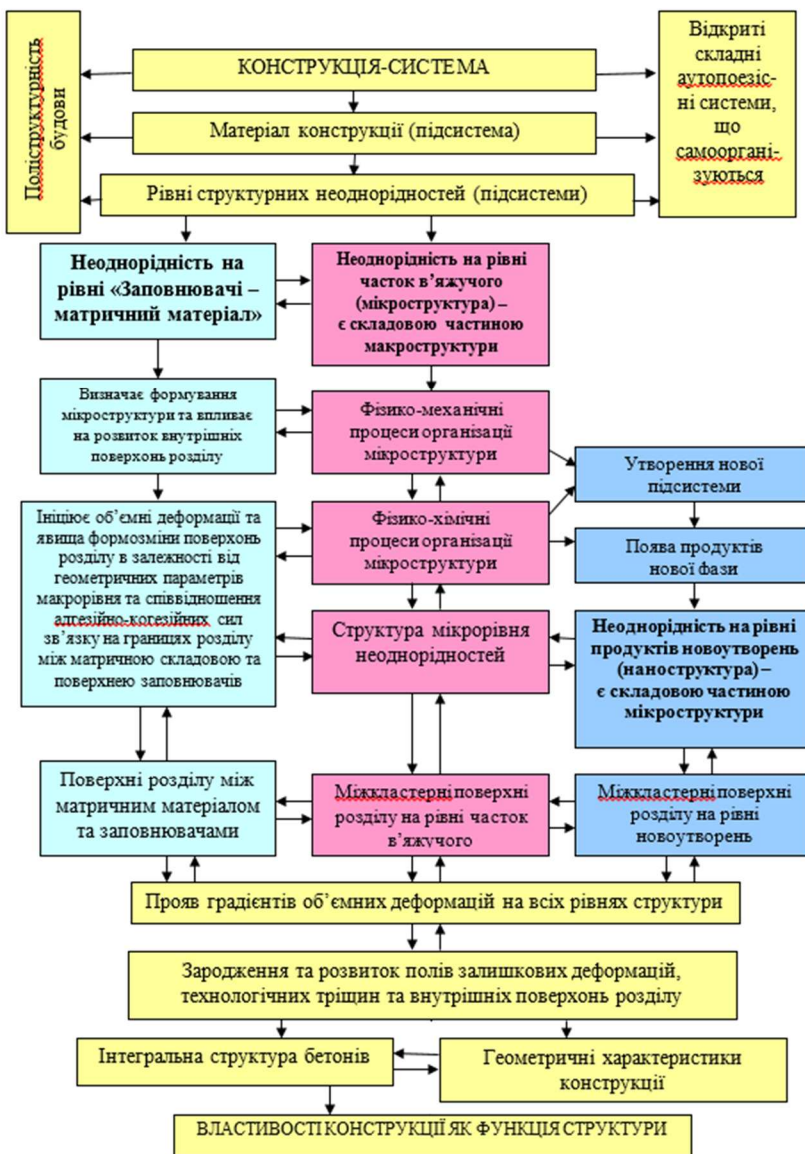 Поліструктурність
будови
КОНСТРУКЦІЯ-СИСТЕМА
Матеріал конструкції (підсистема)
Рівні структурних неоднорідностей (підсистеми)
Відкриті
складні
аутопоезіс-
ні системи,
що
самооргані-
зуються
Неоднорідність на
рівні «Заповнювачі –
матричний матеріал»
Неоднорідність на рівні
часток в’яжучого
(мікроструктура) –
є складовою частиною
макроструктури
Визначає формування
мікроструктури та впливає
на розвиток внутрішніх
поверхонь розділу
Фізико-механічні
процеси організації
мікроструктури
Утворення нової
підсистеми
Ініціює об’ємні деформації та
явища формозміни поверхонь
розділу в залежності від
геометричних параметрів
макрорівня та співвідношення
адгезійно-когезійних сил
зв’язку на границях розділу
між матричною складовою та
поверхнею заповнювачів
Фізико-хімічні
процеси організації
мікроструктури
Поява продуктів
нової фази
Структура мікрорівня
неоднорідностей
Неоднорідність на рівні
продуктів новоутворень
(наноструктура) –
є складовою частиною
мікроструктури
Поверхні розділу між
матричним матеріалом
та заповнювачами
Міжкластерні поверхні
розділу на рівні часток
в’яжучого
Міжкластерні поверхні
розділу на рівні
новоутворень
Прояв градієнтів об’ємних деформацій на всіх рівнях структури
Зародження та розвиток полів залишкових деформацій,
технологічних тріщин та внутрішніх поверхонь розділу
Інтегральна структура бетонів
Геометричні характеристики
конструкції
ВЛАСТИВОСТІ КОНСТРУКЦІЇ ЯК ФУНКЦІЯ СТРУКТУРИ